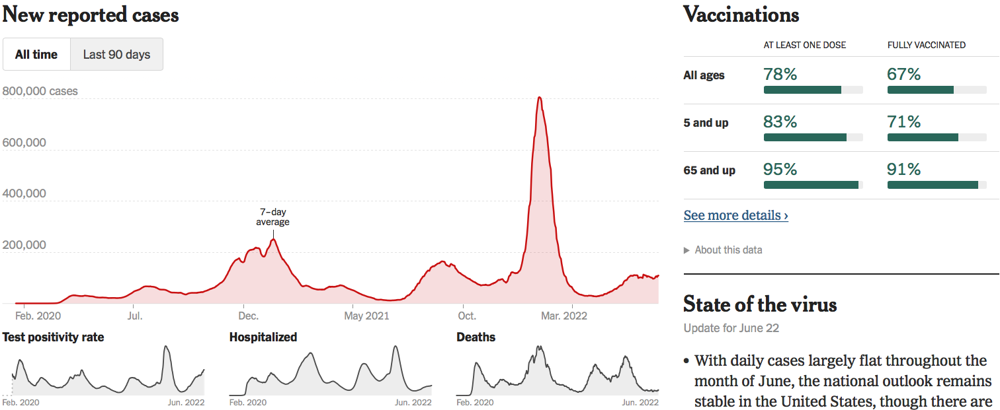 New reported cases
All time
Last 90 days
800,000 cases
600,000
400,000
200,000
7–day
average
Feb. 2020
Jul.
Dec.
May 2021
Oct.
Mar. 2022
Test positivity rate
Feb. 2020
Jun. 2022
Hospitalized
Feb. 2020
Jun. 2022
Deaths
Feb. 2020
Jun. 2022
Vaccinations
AT LEAST ONE DOSE
FULLY VACCINATED
All ages
78%
67%
5 and up
83%
71%
65 and up
95%
91%
See more details ›
▶ About this data
State of the virus
Update for June 22
• With daily cases largely flat throughout the
month of June, the national outlook remains
stable in the United States, though there are